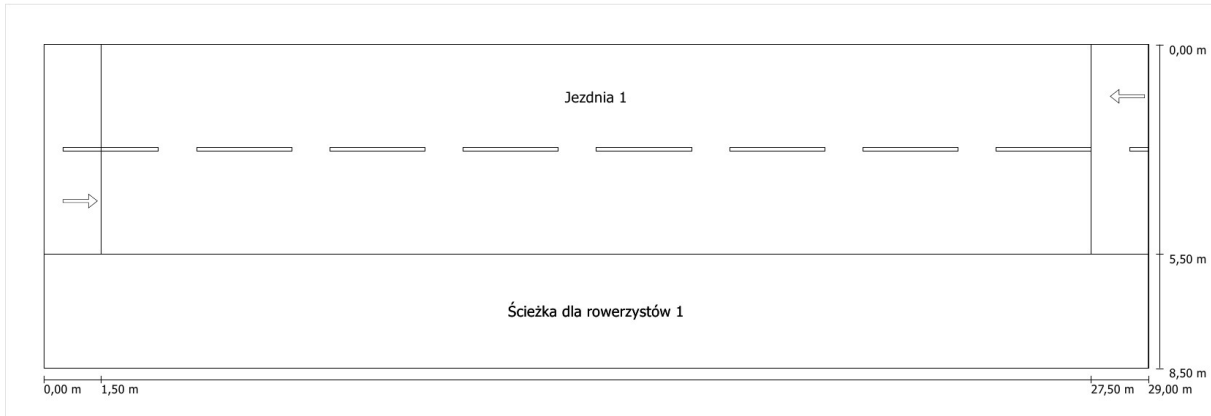 0,00 m
Jezdnia 1
5,50 m
Ścieżka dla rowerzystów 1
8,50 m
0,00 m 1,50 m 27,50 m 29,00 m